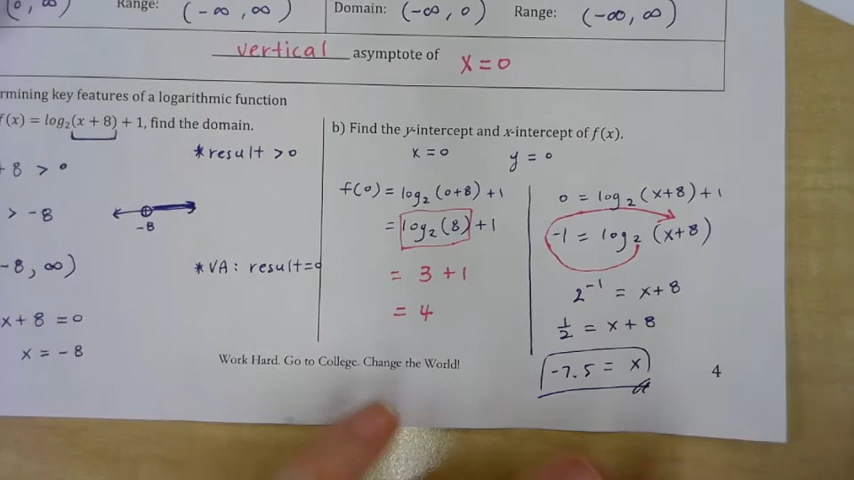 (0, ∞) Range: (-∞, ∞) Domain: (-∞, 0) Range: (-∞, ∞)
vertical asymptote of x = 0
rmining key features of a logarithmic function
f(x) = log₂(x + 8) + 1, find the domain.
*result > 0
+ 8 > 0
> -8
-8
-8, ∞)
*VA: result=0
x + 8 = 0
x = -8
b) Find the y-intercept and x-intercept of f(x).
x = 0
y = 0
f(0) = log₂(0+8) + 1
= log₂(8) + 1
= 3 + 1
= 4
0 = log₂(x+8) + 1
-1 = log₂(x+8)
2⁻¹ = x+8
½ = x + 8
-7.5 = x
Work Hard. Go to College. Change the World!
4